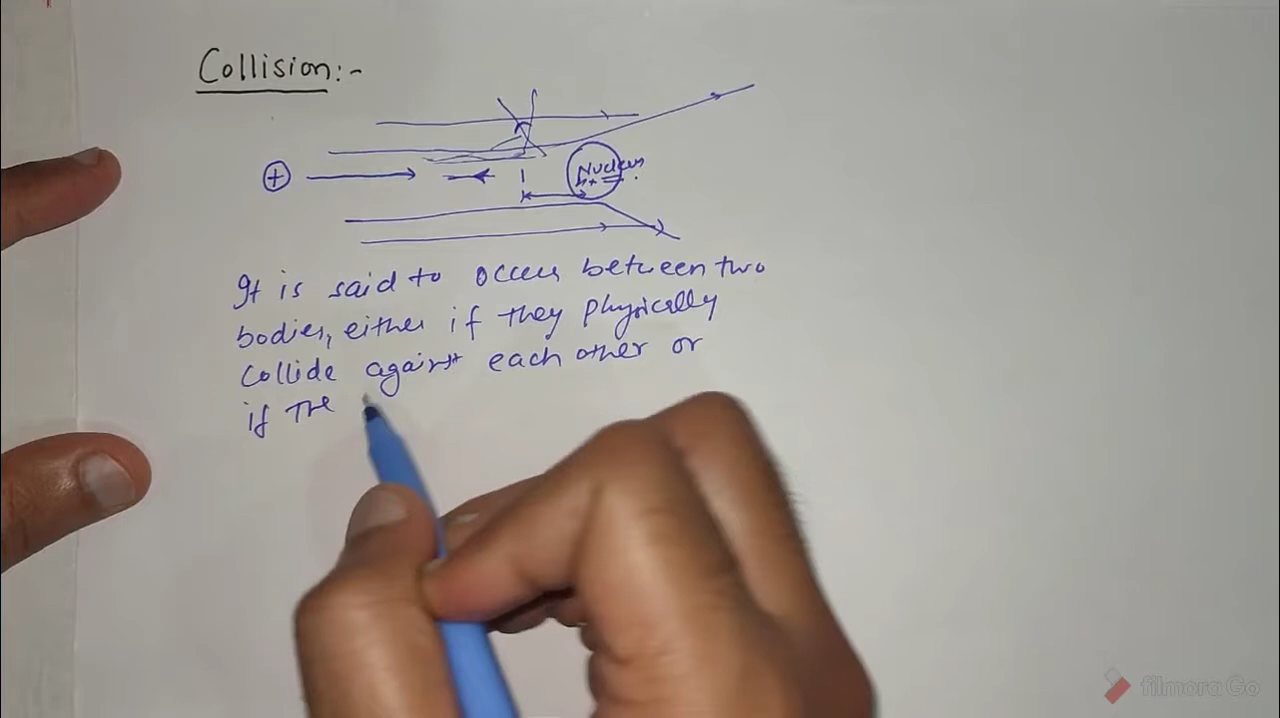 Collision:-
+
Nucleus
It is said to occur between two
bodies, either if they physically
collide against each other or
if the
filmora Go